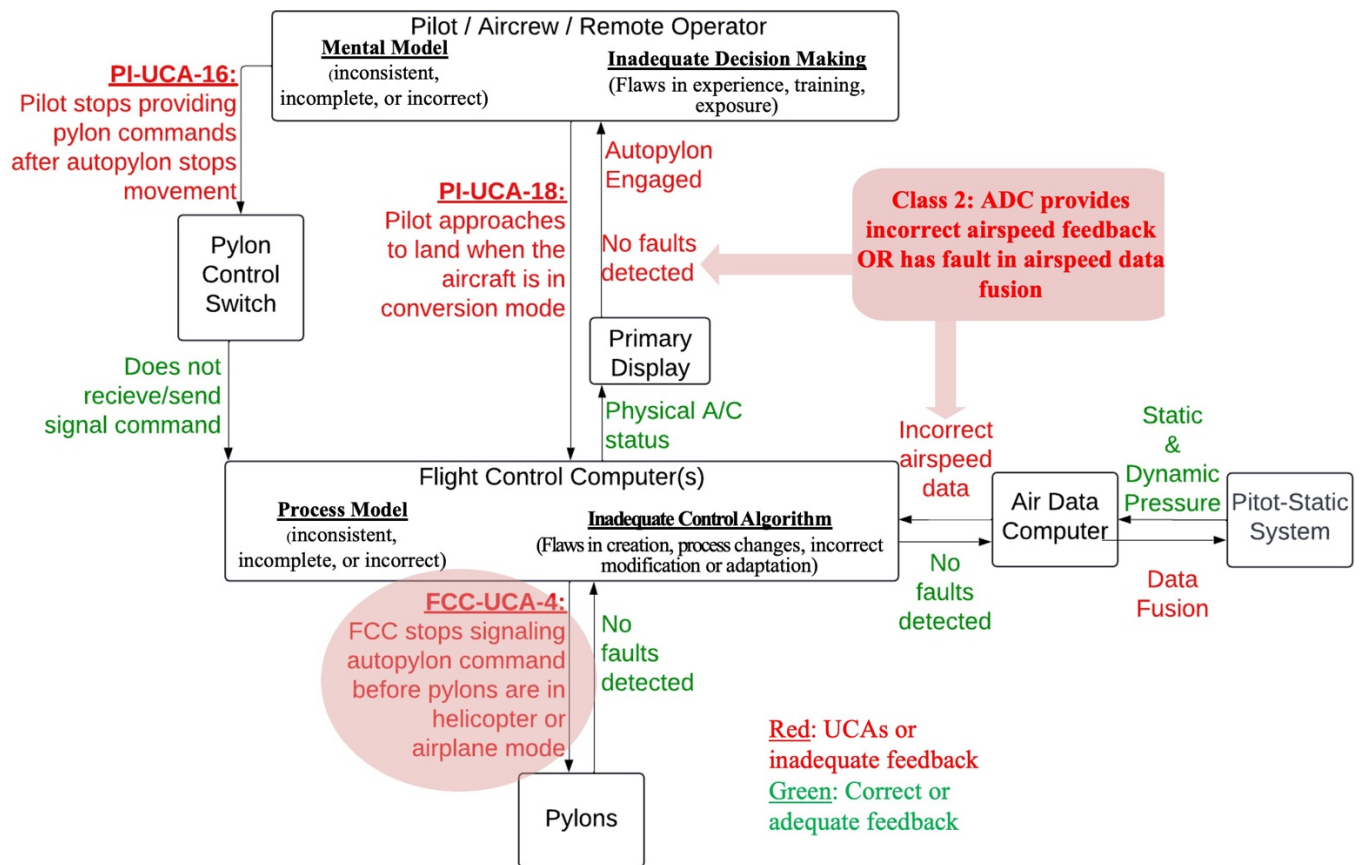 Pilot / Aircrew / Remote Operator
Mental Model
(inconsistent,
incomplete, or incorrect)
Inadequate Decision Making
(Flaws in experience, training,
exposure)
PI-UCA-16:
Pilot stops providing
pylon commands
after autopylon stops
movement
PI-UCA-18:
Pilot approaches
to land when the
aircraft is in
conversion mode
Autopylon
Engaged
No faults
detected
Class 2: ADC provides
incorrect airspeed feedback
OR has fault in airspeed data
fusion
Pylon
Control
Switch
Primary
Display
Does not
recieve/send
signal command
Physical A/C
status
Flight Control Computer(s)
Process Model
(inconsistent,
incomplete, or incorrect)
Inadequate Control Algorithm
(Flaws in creation, process changes, incorrect
modification or adaptation)
Incorrect
airspeed
data
No
faults
detected
Air Data
Computer
Static
&
Dynamic
Pressure
Data
Fusion
Pitot-Static
System
FCC-UCA-4:
FCC stops signaling
autopylon command
before pylons are in
helicopter or
airplane mode
No
faults
detected
Pylons
Red: UCAs or
inadequate feedback
Green: Correct or
adequate feedback